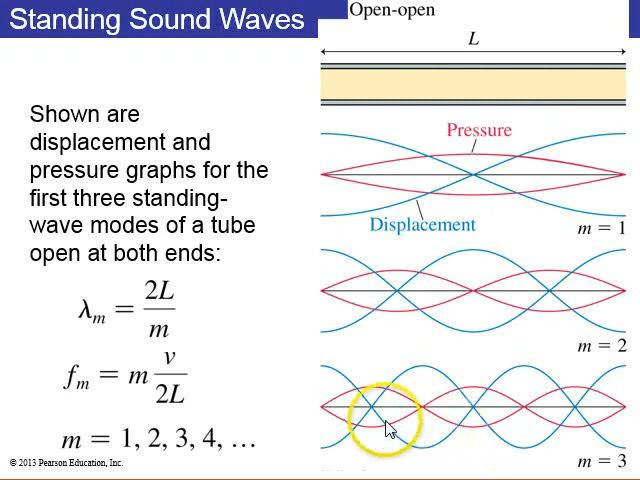 Standing Sound Waves
Open-open
L
Shown are
displacement and
pressure graphs for the
first three standing-
wave modes of a tube
open at both ends:
λm = 2L/m
fm = m v/2L
m = 1, 2, 3, 4, …
© 2013 Pearson Education, Inc.
Pressure
Displacement
m = 1
m = 2
m = 3